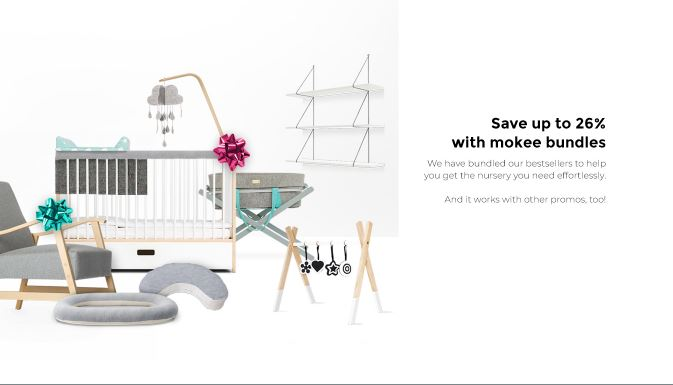 Save up to 26%
with mokee bundles
We have bundled our bestsellers to help
you get the nursery you need effortlessly.
And it works with other promos, too!